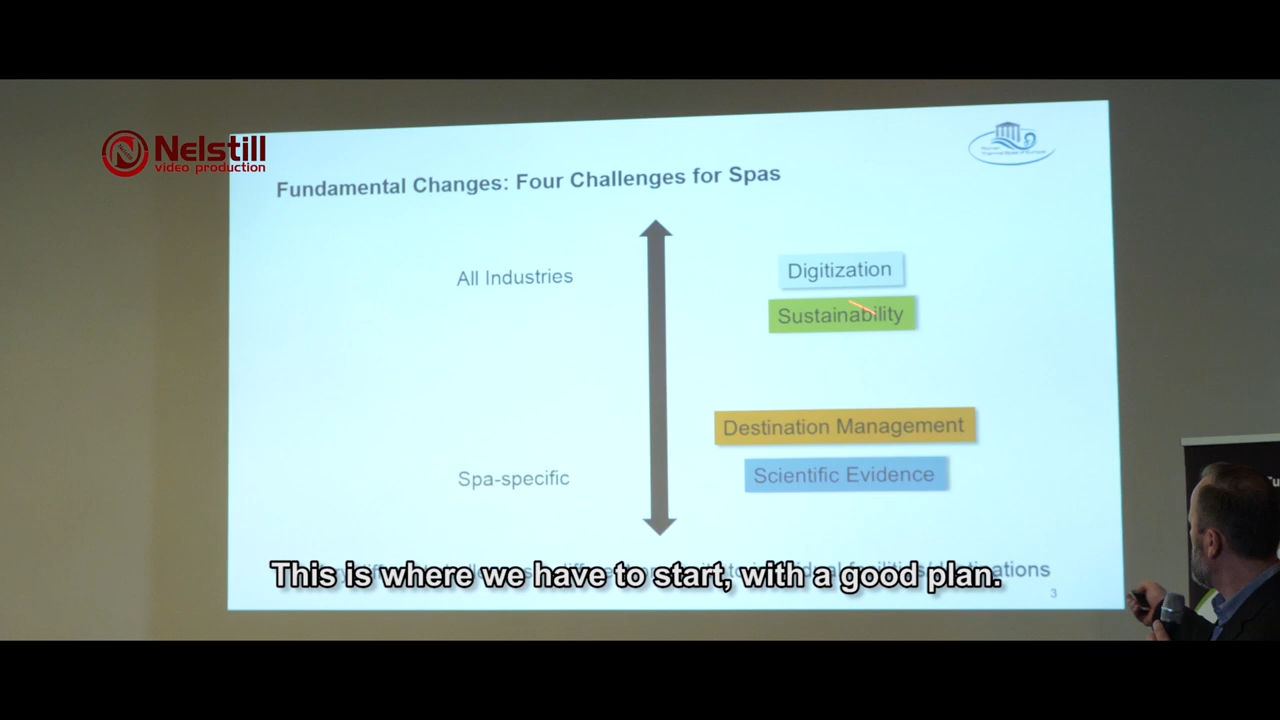 Nelstill
video production
Fundamental Changes: Four Challenges for Spas
All Industries
Digitization
Sustainability
Destination Management
Spa-specific
Scientific Evidence
This is where we have to start, with a good plan.
3